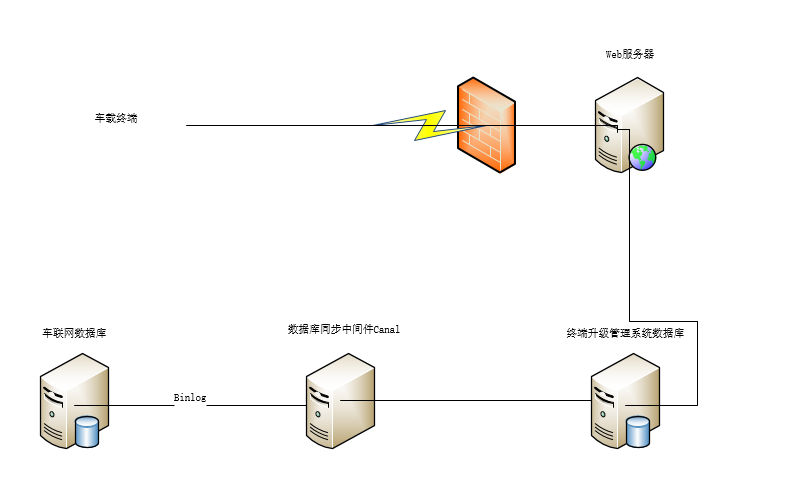 Web服务器
车载终端
车联网数据库
数据库同步中间件Canal
终端升级管理系统数据库
Binlog